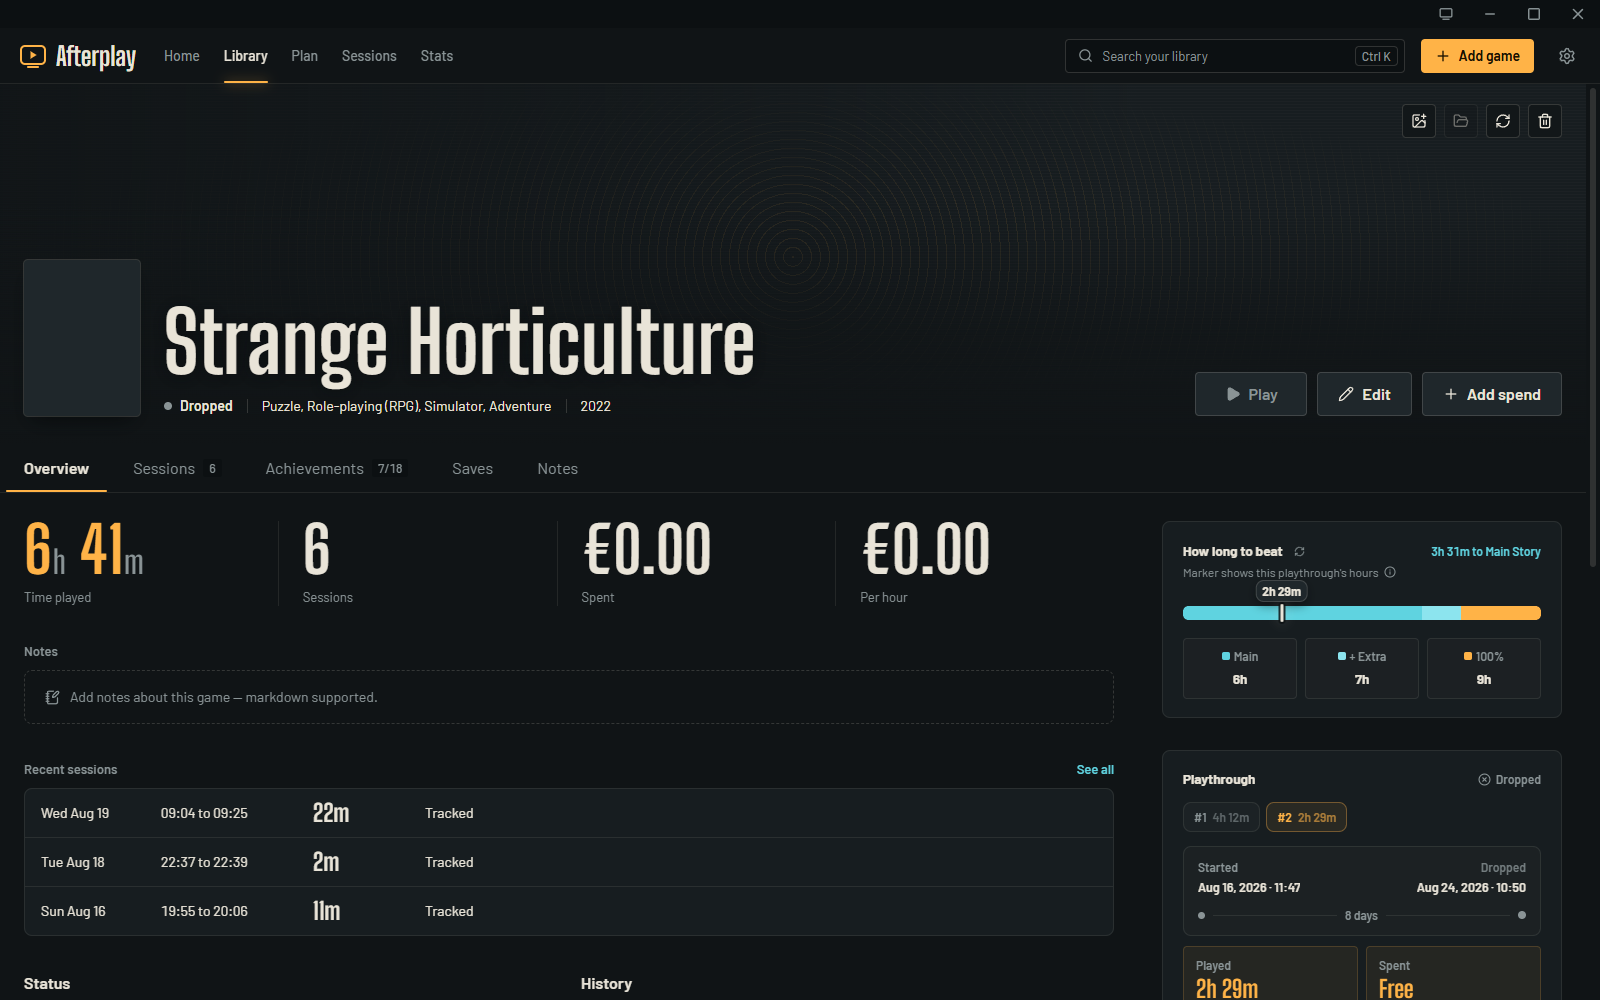 Afterplay
Home
Library
Plan
Sessions
Stats
Search your library
Ctrl K
Add game
Strange Horticulture
Dropped
Puzzle, Role-playing (RPG), Simulator, Adventure
2022
Play
Edit
Add spend
Overview
Sessions 6
Achievements 7/18
Saves
Notes
6h 41m
Time played
6
Sessions
€0.00
Spent
€0.00
Per hour
How long to beat
3h 31m to Main Story
Marker shows this playthrough's hours
2h 29m
Main
6h
+ Extra
7h
100%
9h
Notes
Add notes about this game — markdown supported.
Recent sessions
See all
Wed Aug 19 09:04 to 09:25 22m Tracked
Tue Aug 18 22:37 to 22:39 2m Tracked
Sun Aug 16 19:55 to 20:06 11m Tracked
Playthrough
Dropped
#1 4h 12m
#2 2h 29m
Started
Dropped
Aug 16, 2026 · 11:47
Aug 24, 2026 · 10:50
8 days
Played
2h 29m
Spent
Free
Status
History